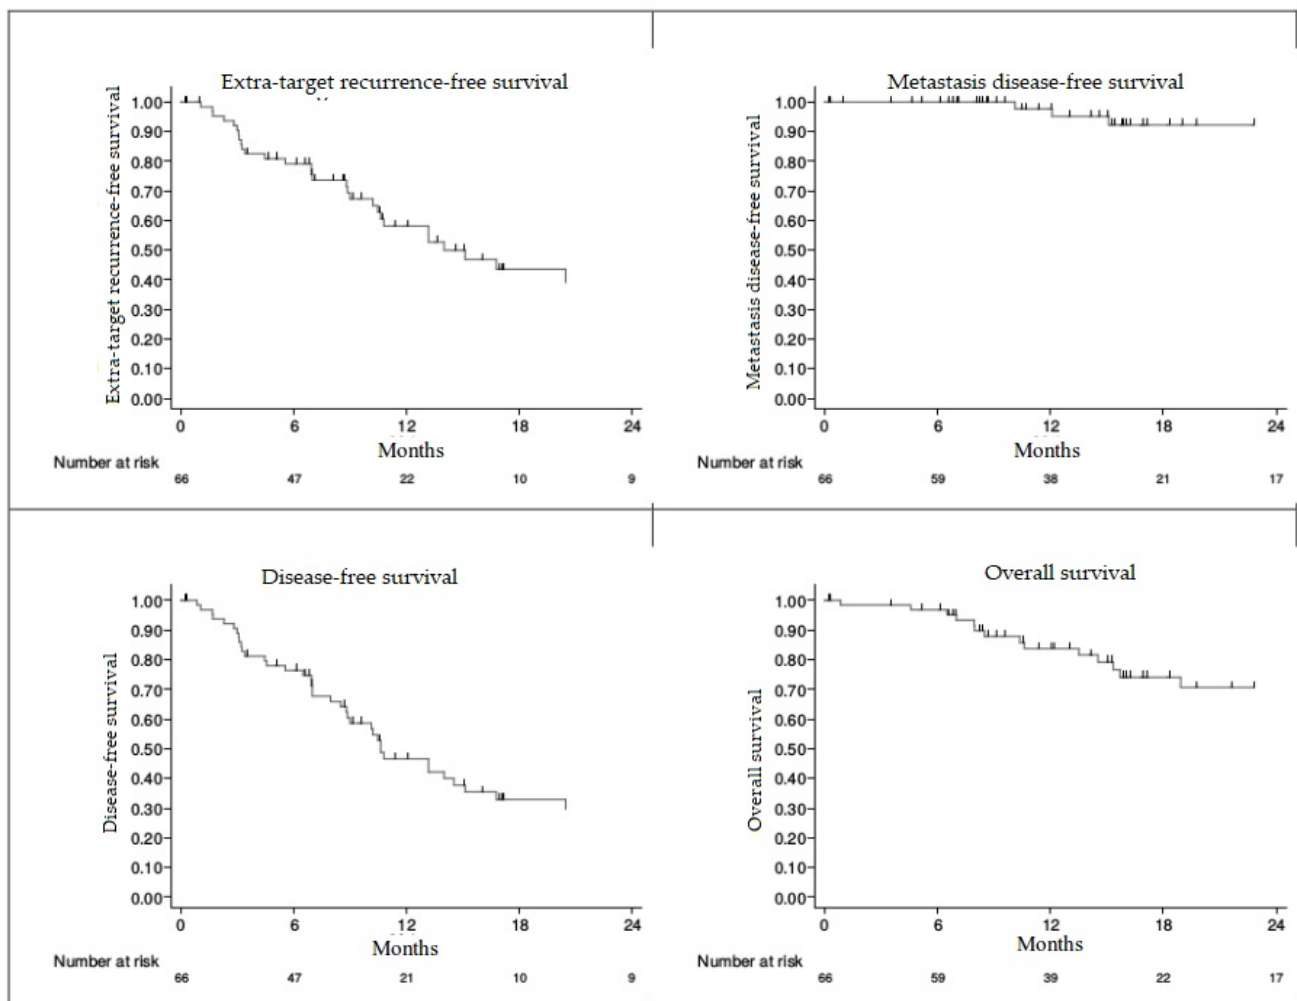 Extra-target recurrence-free survival
Extra-target recurrence-free survival
1.00
0.90
0.80
0.70
0.60
0.50
0.40
0.30
0.20
0.10
0.00
0 6 12 18 24
Months
Number at risk
66 47 22 10 9
Metastasis disease-free survival
Metastasis disease-free survival
1.00
0.90
0.80
0.70
0.60
0.50
0.40
0.30
0.20
0.10
0.00
0 6 12 18 24
Months
Number at risk
66 59 38 21 17
Disease-free survival
Disease-free survival
1.00
0.90
0.80
0.70
0.60
0.50
0.40
0.30
0.20
0.10
0.00
0 6 12 18 24
Months
Number at risk
66 47 21 10 9
Overall survival
Overall survival
1.00
0.90
0.80
0.70
0.60
0.50
0.40
0.30
0.20
0.10
0.00
0 6 12 18 24
Months
Number at risk
66 59 39 22 17